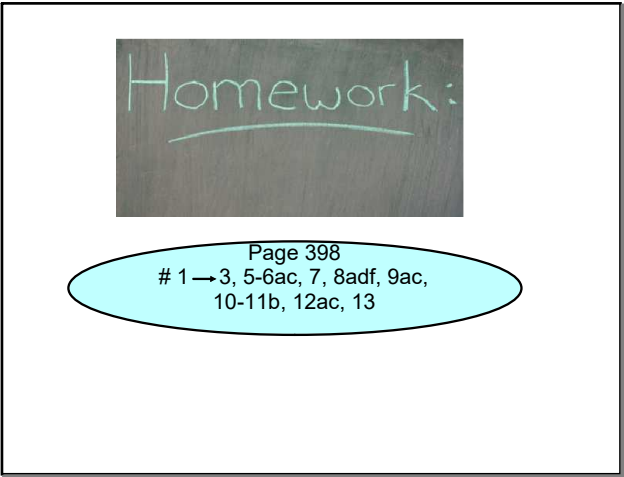 Homework:
Page 398
# 1→3, 5-6ac, 7, 8adf, 9ac,
10-11b, 12ac, 13